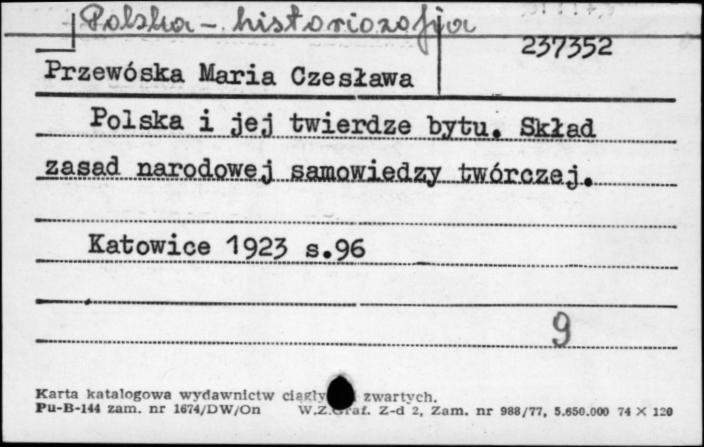 Polska - historiozofja
237352
Przewóska Maria Czesława
Polska i jej twierdze bytu. Skład
zasad narodowej samowiedzy twórczej.
Katowice 1923 s.96
9
Karta katalogowa wydawnictw zwartych.
Pu-B-144 zam. nr 1674/DW/On W.Z.Graf. Z-d 2, Zam. nr 988/77, 5.650.000 74 × 120